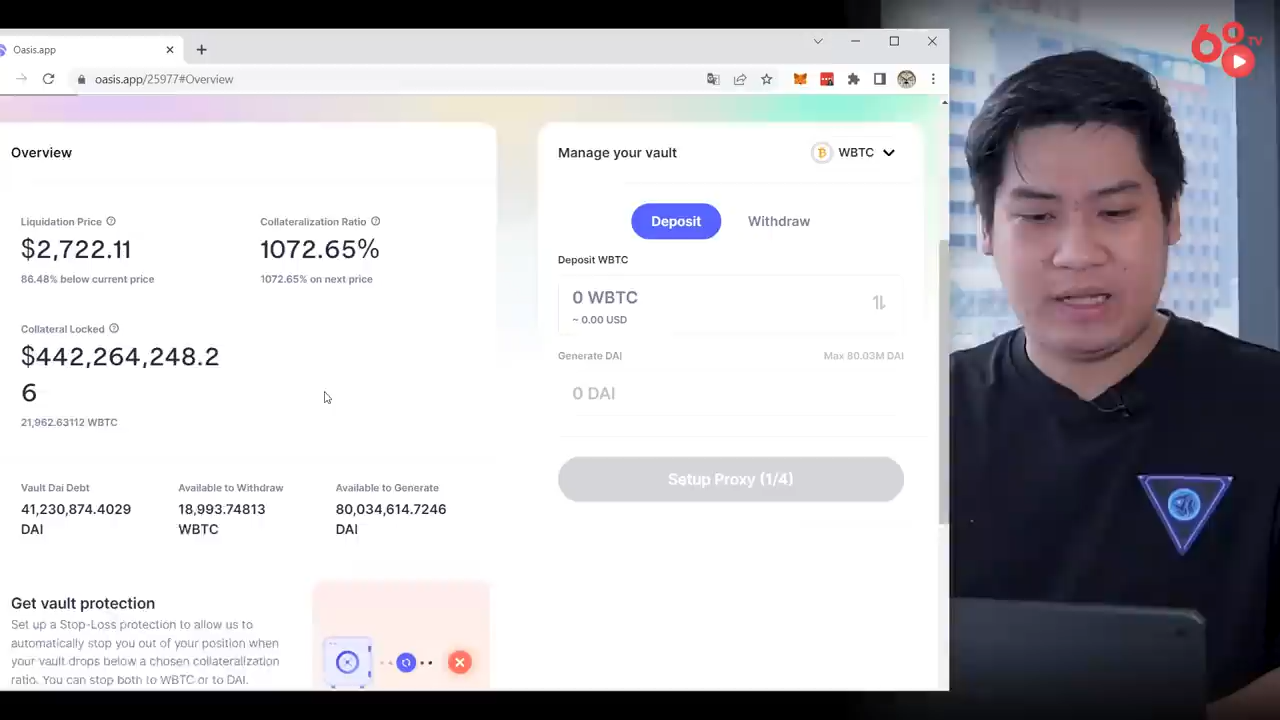 Oasis.app
oasis.app/25977#Overview
Overview
Liquidation Price
Collateralization Ratio
$2,722.11
1072.65%
86.48% below current price
1072.65% on next price
Collateral Locked
$442,264,248.2
6
21,962.63112 WBTC
Vault Dai Debt
Available to Withdraw
Available to Generate
41,230,874.4029
18,993.74813
80,034,614.7246
DAI
WBTC
DAI
Get vault protection
Set up a Stop-Loss protection to allow us to
automatically stop you out of your position when
your vault drops below a chosen collateralization
ratio. You can stop both to WBTC or to DAI.
Manage your vault
WBTC
Deposit
Withdraw
Deposit WBTC
0 WBTC
~ 0.00 USD
Generate DAI
Max 80.03M DAI
0 DAI
Setup Proxy (1/4)
68
TV